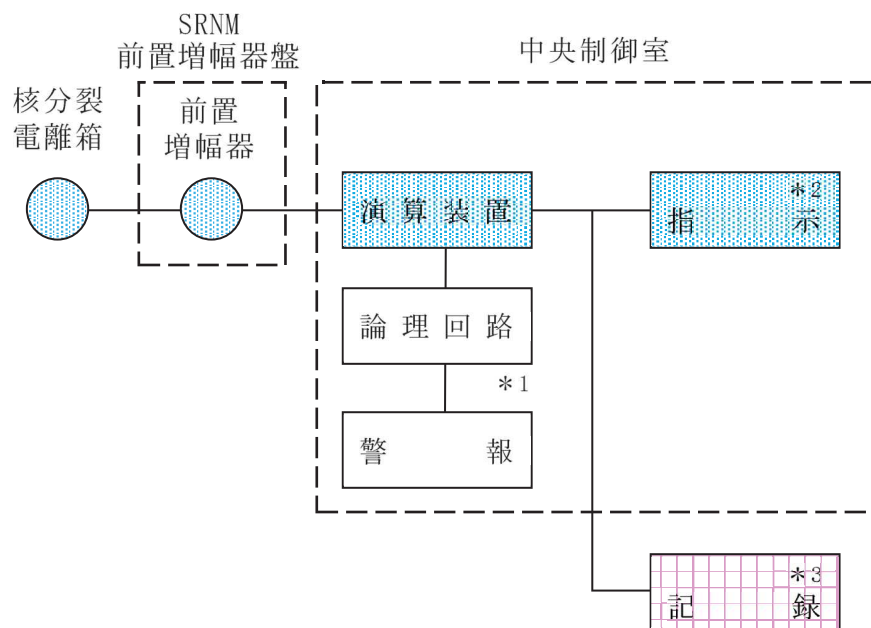 SRNM
前置増幅器盤
中央制御室
核分裂
電離箱
前置
増幅器
演算装置
*2
指示
論理回路
*1
警報
*3
記録